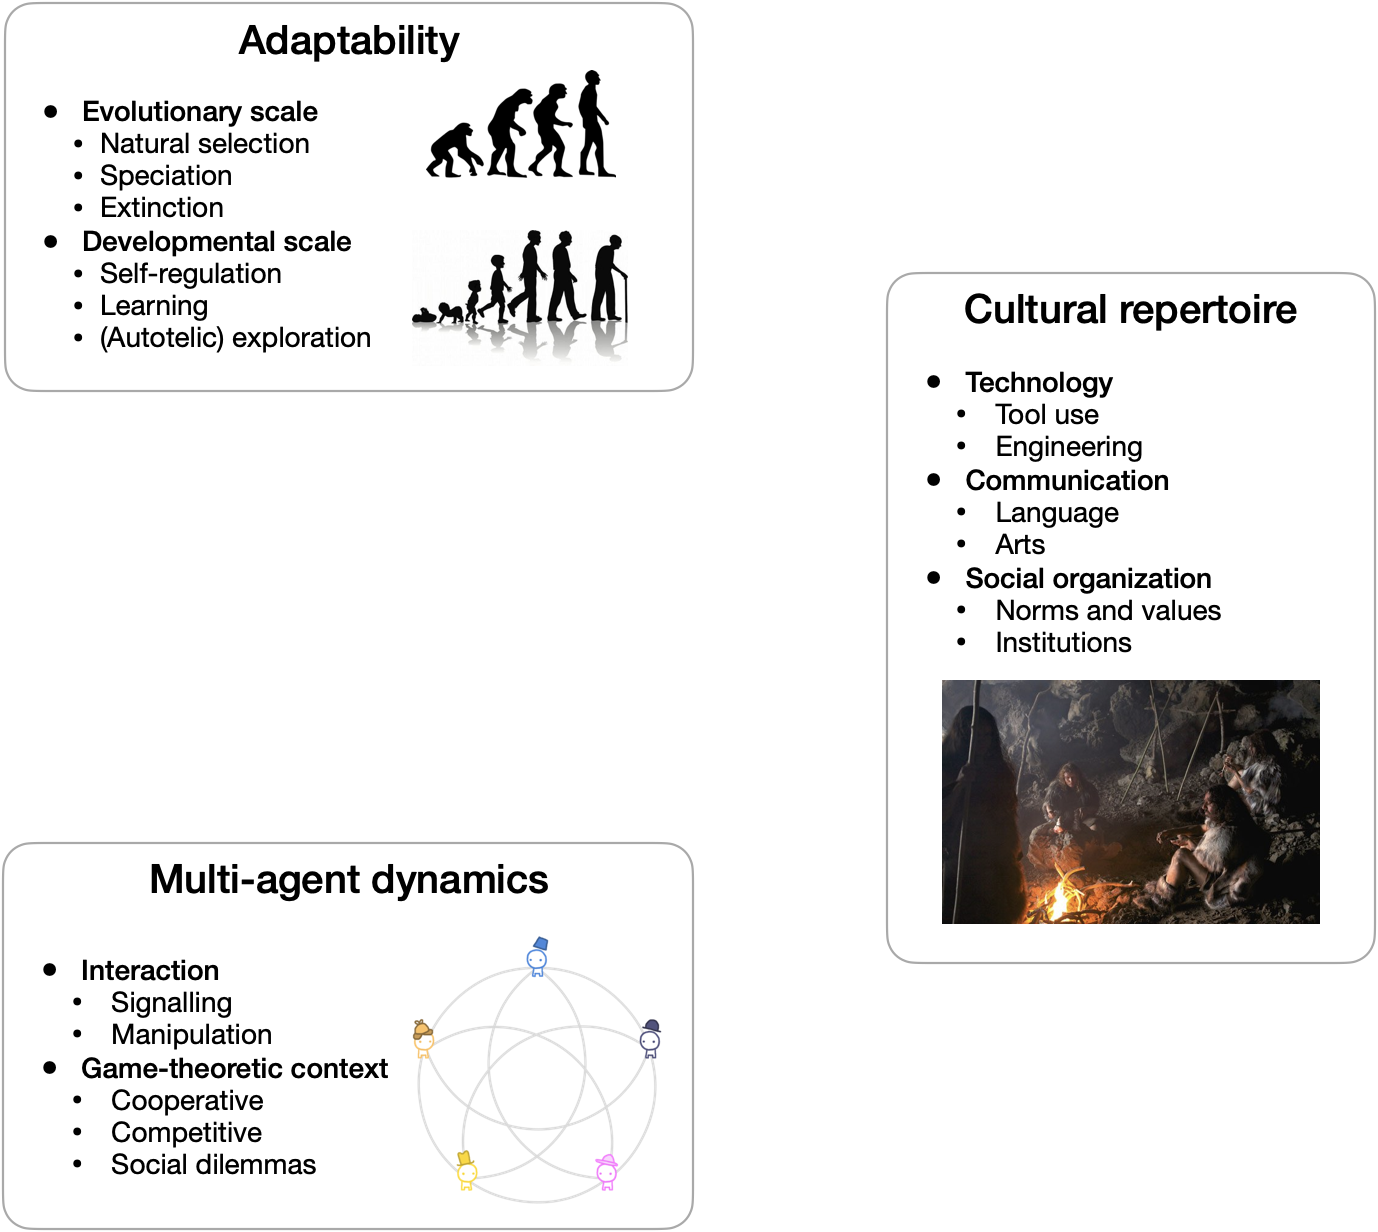 Adaptability
• Evolutionary scale
• Natural selection
• Speciation
• Extinction
• Developmental scale
• Self-regulation
• Learning
• (Autotelic) exploration
Cultural repertoire
• Technology
• Tool use
• Engineering
• Communication
• Language
• Arts
• Social organization
• Norms and values
• Institutions
Multi-agent dynamics
• Interaction
• Signalling
• Manipulation
• Game-theoretic context
• Cooperative
• Competitive
• Social dilemmas